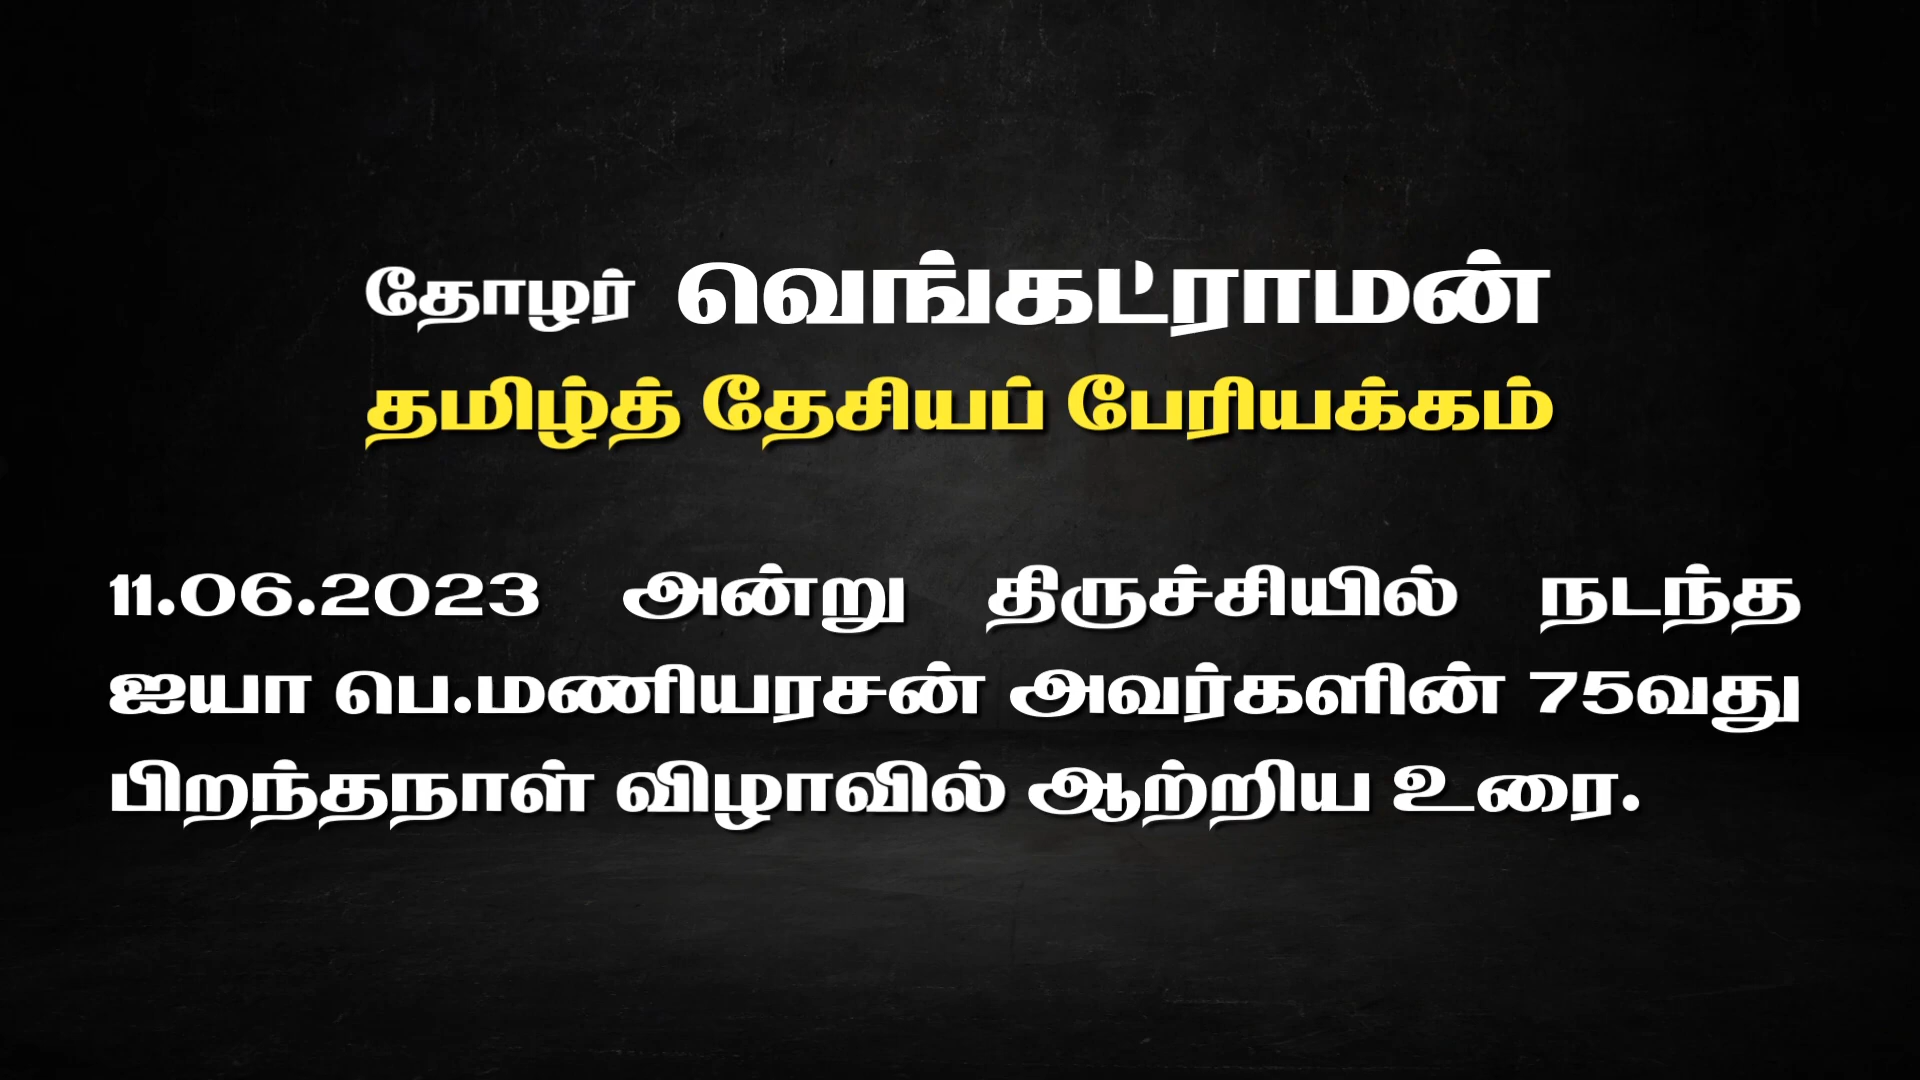 தோழர் வெங்கட்ராமன்
தமிழ்த் தேசியப் பேரியக்கம்
11.06.2023 அன்று திருச்சியில் நடந்த
ஐயா பெ.மணியரசன் அவர்களின் 75வது
பிறந்தநாள் விழாவில் ஆற்றிய உரை.